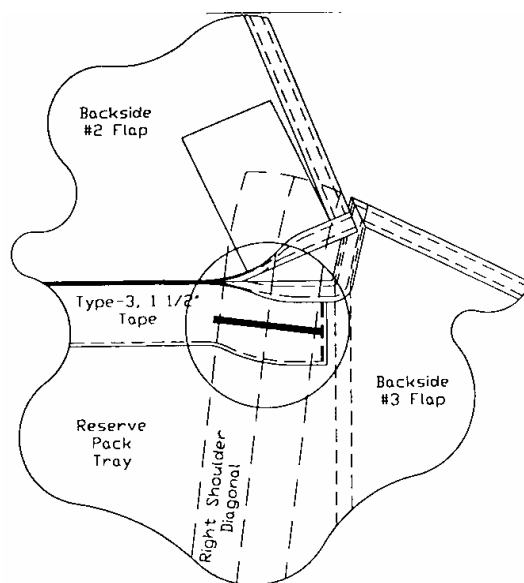 Backside
#2 Flap
Type-3, 1 1/2"
Tape
Backside
#3 Flap
Reserve
Pack
Tray
Right Shoulder
Diagonal